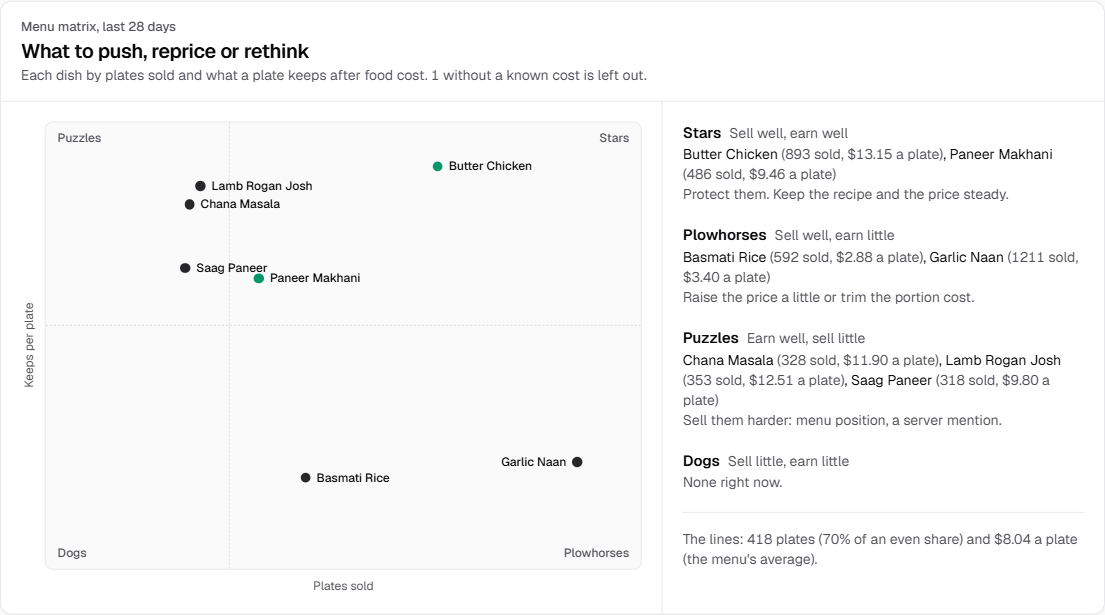 Menu matrix, last 28 days
What to push, reprice or rethink
Each dish by plates sold and what a plate keeps after food cost. 1 without a known cost is left out.
Puzzles
Stars
Butter Chicken
Lamb Rogan Josh
Chana Masala
Saag Paneer
Paneer Makhani
Keeps per plate
Garlic Naan
Basmati Rice
Dogs
Plowhorses
Plates sold
Stars Sell well, earn well
Butter Chicken (893 sold, $13.15 a plate), Paneer Makhani
(486 sold, $9.46 a plate)
Protect them. Keep the recipe and the price steady.
Plowhorses Sell well, earn little
Basmati Rice (592 sold, $2.88 a plate), Garlic Naan (1211 sold,
$3.40 a plate)
Raise the price a little or trim the portion cost.
Puzzles Earn well, sell little
Chana Masala (328 sold, $11.90 a plate), Lamb Rogan Josh
(353 sold, $12.51 a plate), Saag Paneer (318 sold, $9.80 a
plate)
Sell them harder: menu position, a server mention.
Dogs Sell little, earn little
None right now.
The lines: 418 plates (70% of an even share) and $8.04 a plate
(the menu's average).